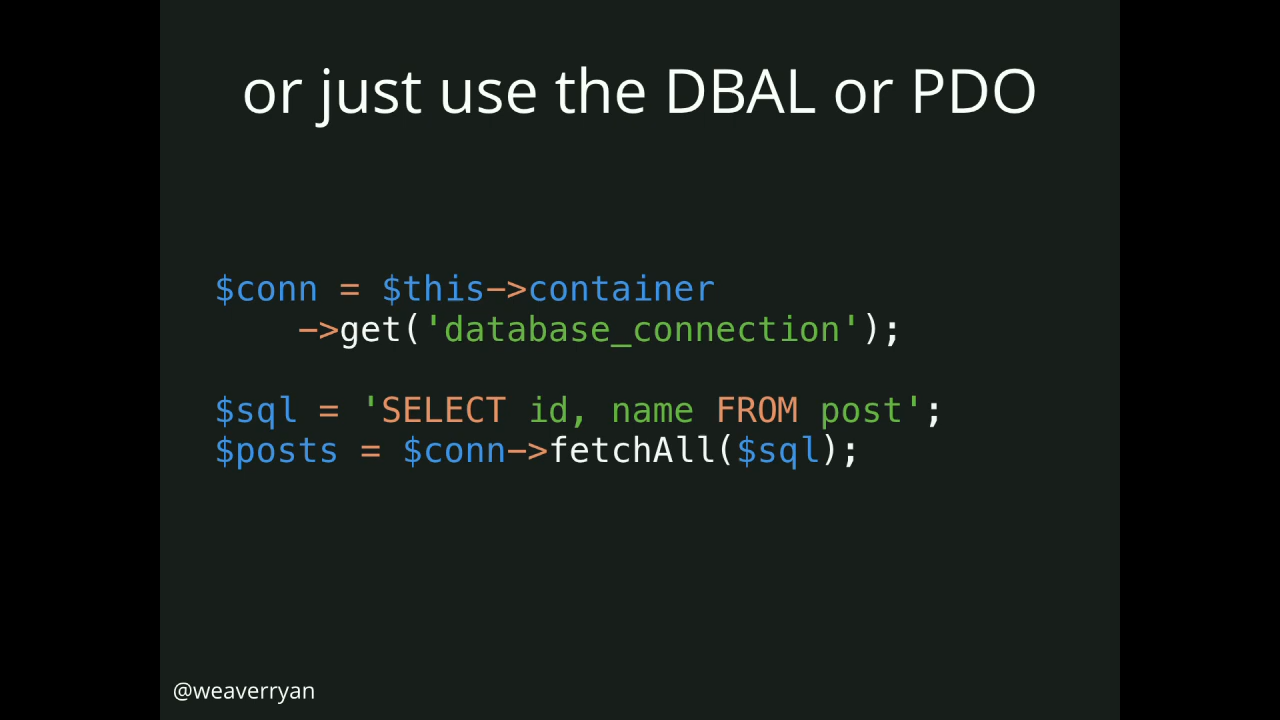 or just use the DBAL or PDO
$conn = $this->container
    ->get('database_connection');
$sql = 'SELECT id, name FROM post';
$posts = $conn->fetchAll($sql);
@weaverryan